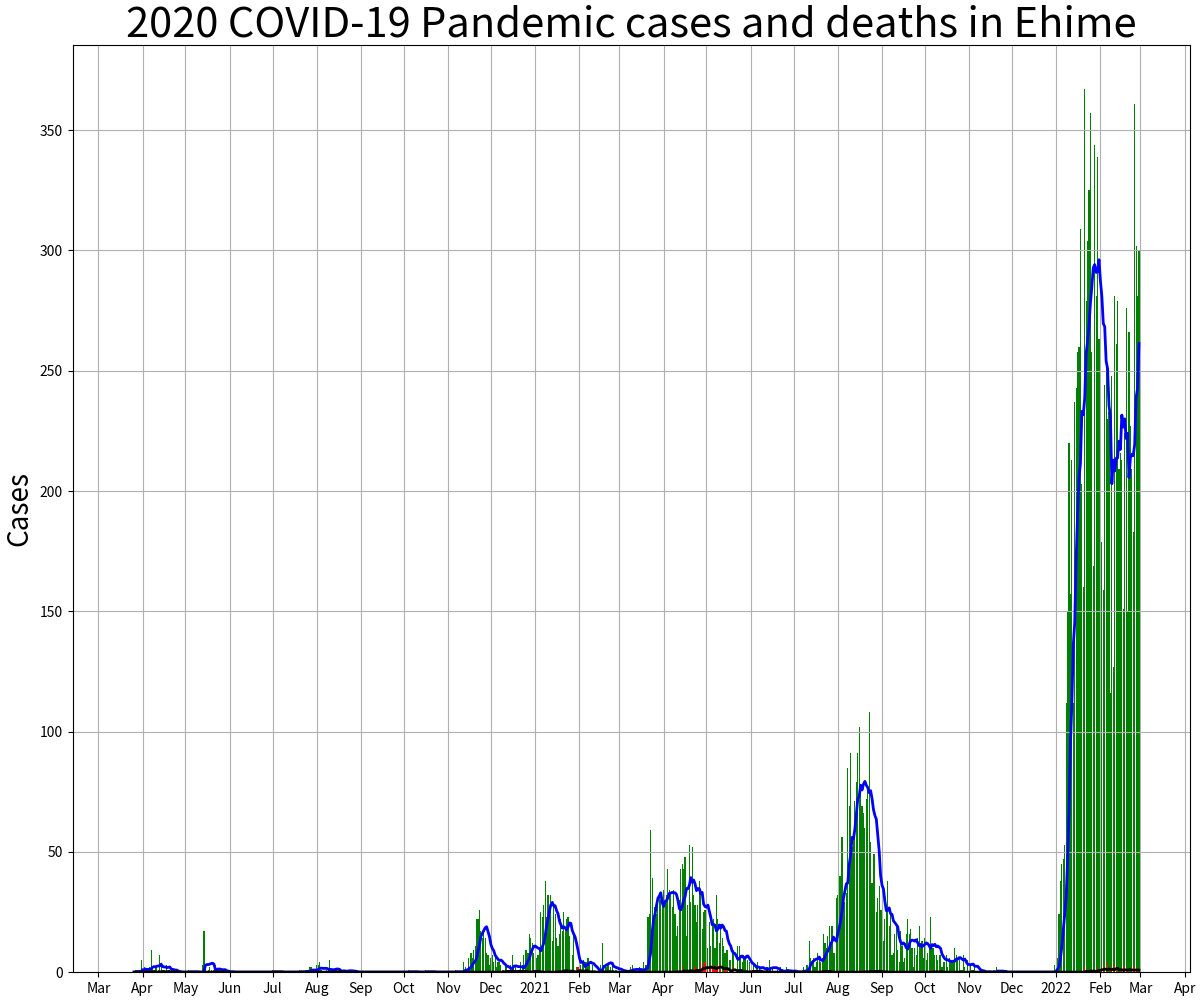 2020 COVID-19 Pandemic cases and deaths in Ehime
Cases
350
300
250
200
150
100
50
0
Mar Apr May Jun Jul Aug Sep Oct Nov Dec 2021 Feb Mar Apr May Jun Jul Aug Sep Oct Nov Dec 2022 Feb Mar Apr